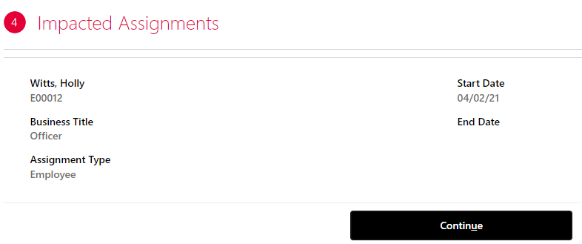 4 Impacted Assignments
Witts, Holly
E00012
Start Date
04/02/21
Business Title
Officer
End Date
Assignment Type
Employee
Continue